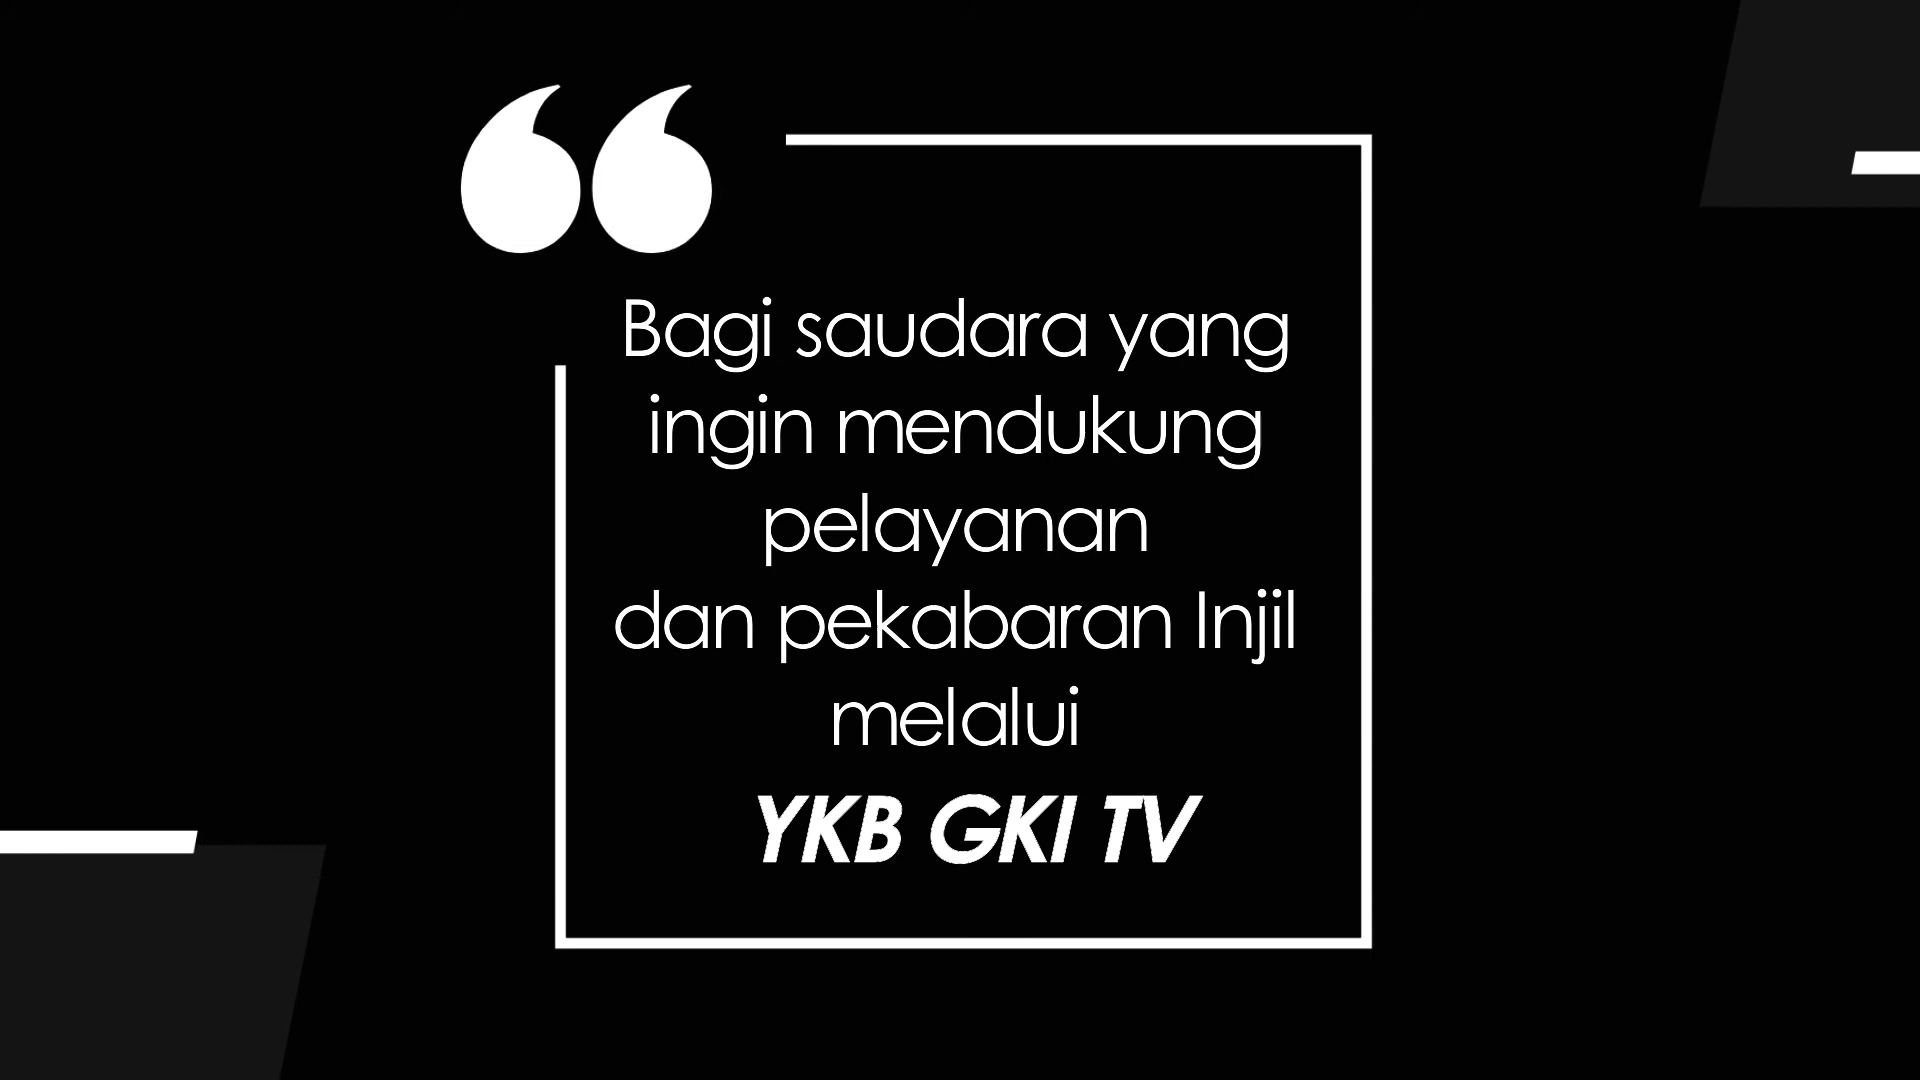 Bagi saudara yang
ingin mendukung
pelayanan
dan pekabaran Injil
melalui
YKB GKI TV